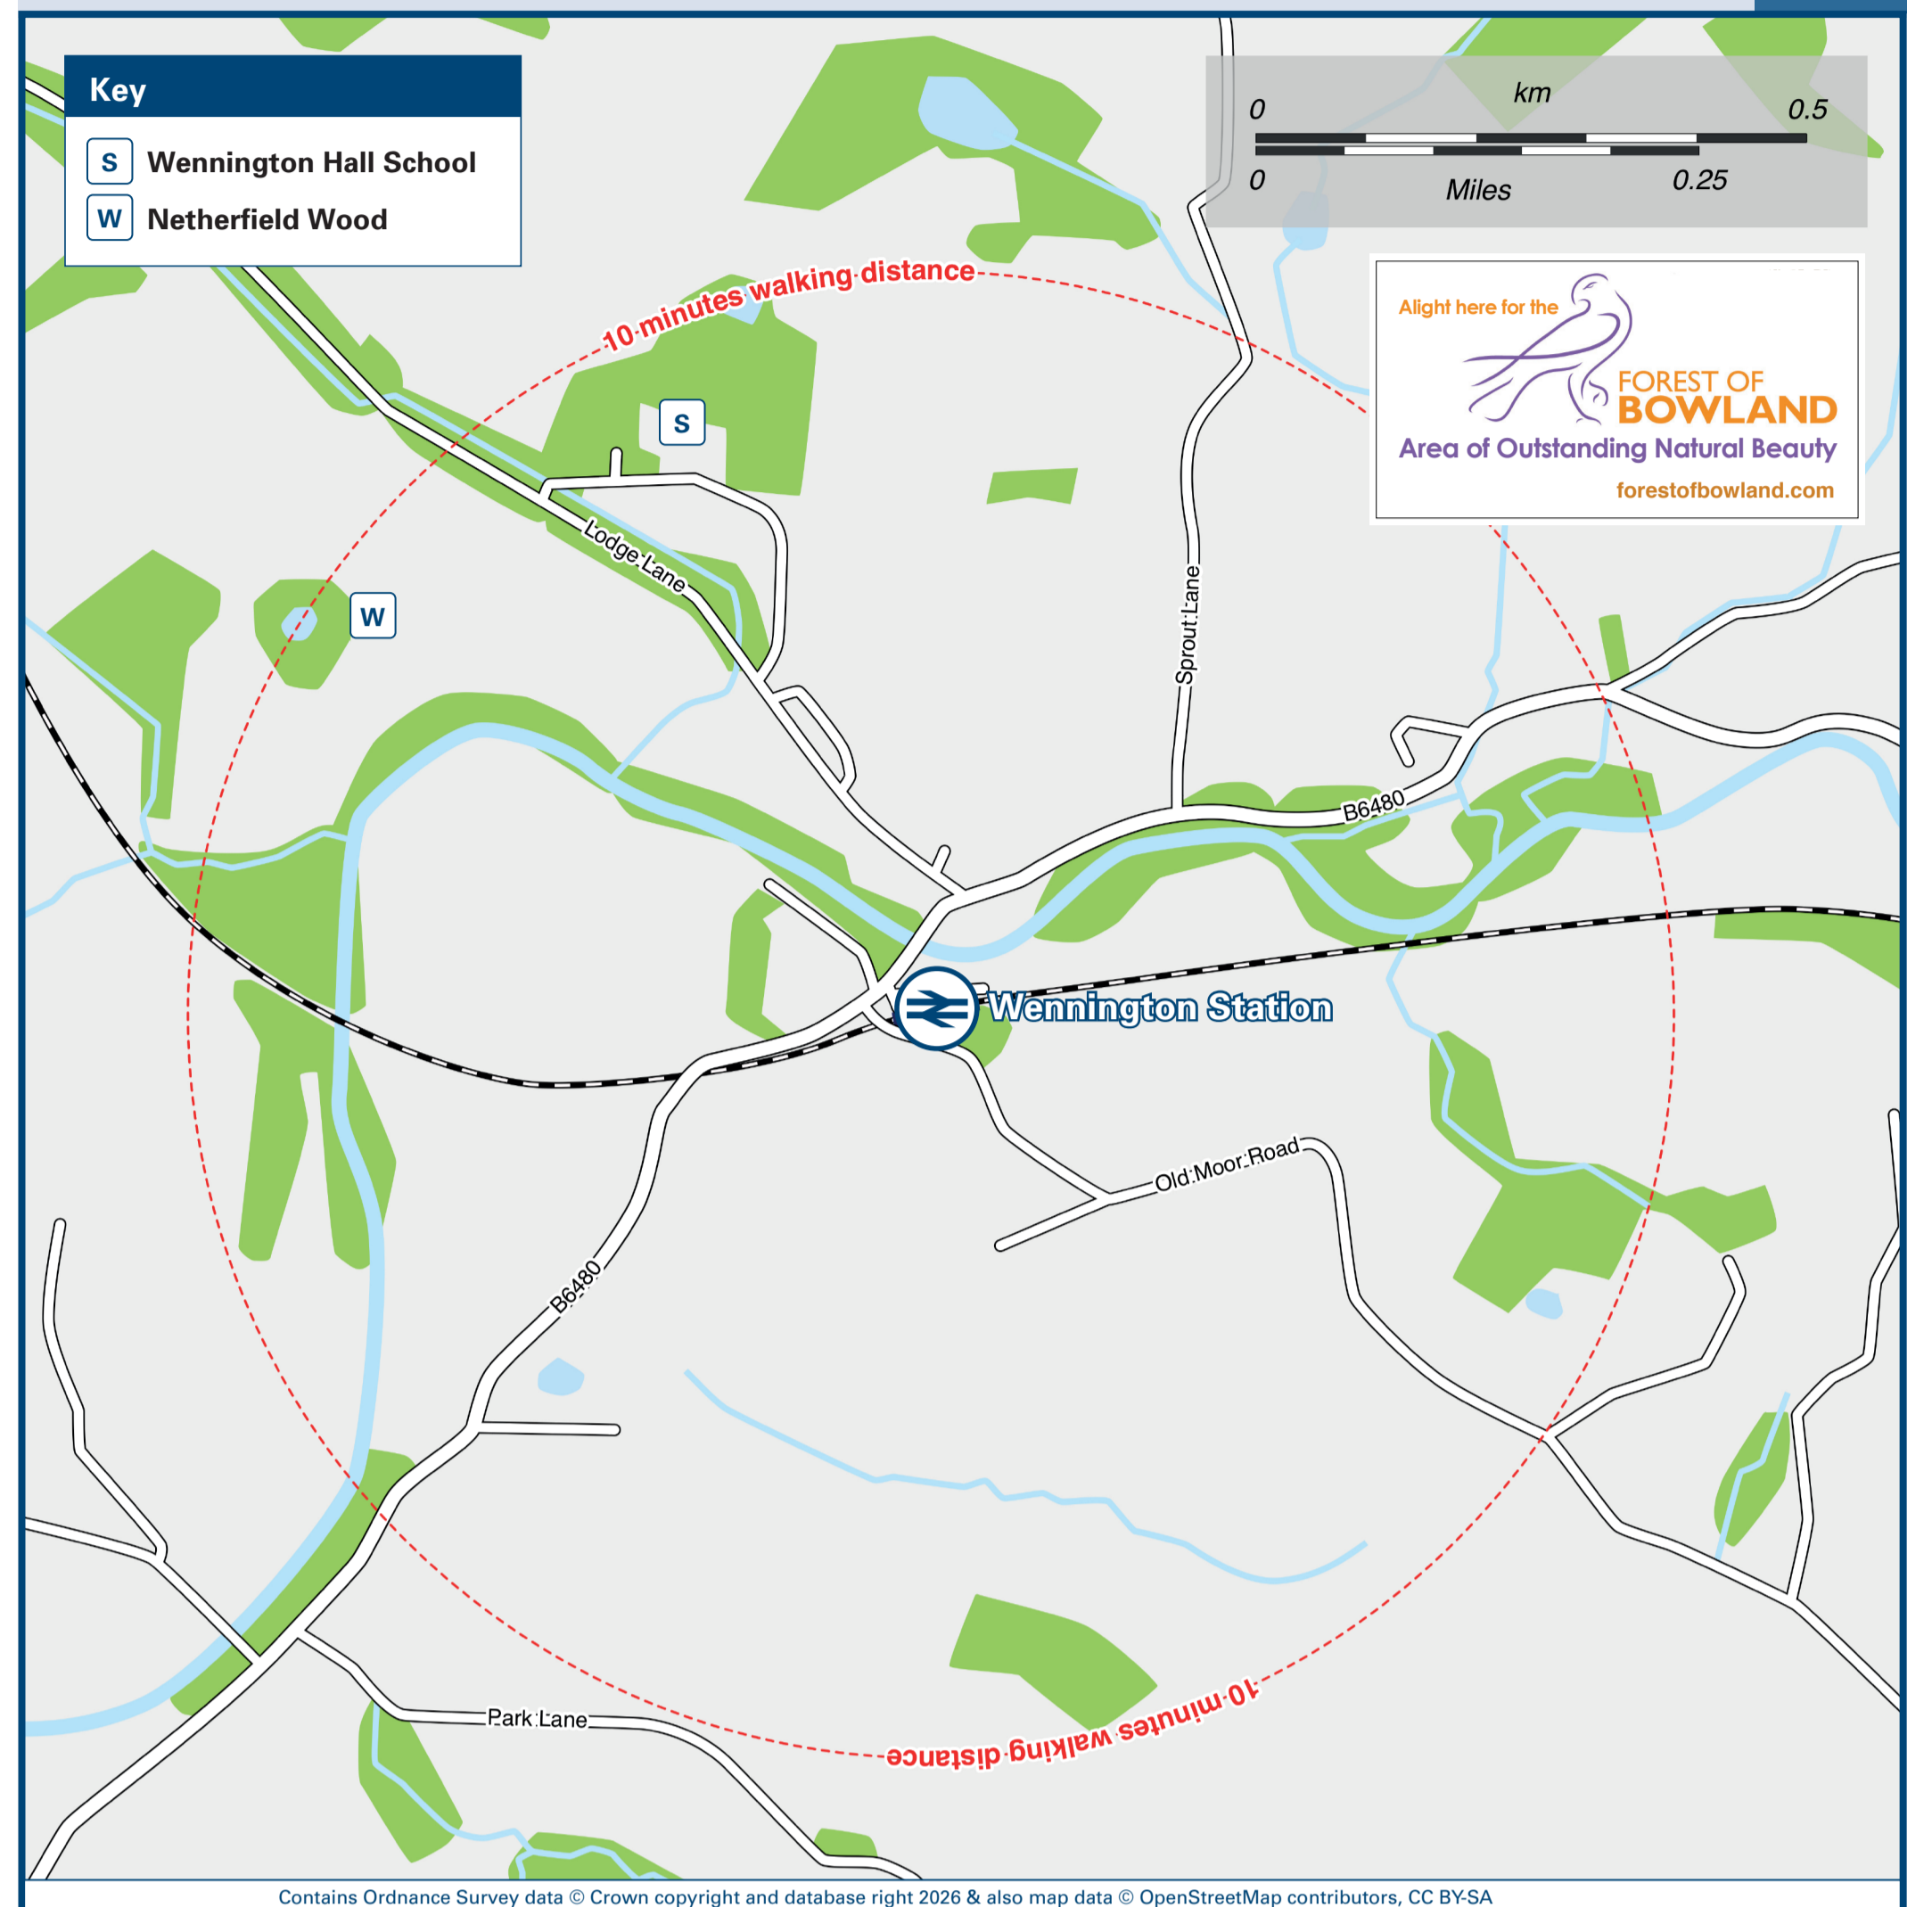 Key
S Wennington Hall School
W Netherfield Wood
km
0 0.5
0 0.25
Miles
10 minutes walking distance
Alight here for the
FOREST OF
BOWLAND
Area of Outstanding Natural Beauty
forestofbowland.com
S
Lodge Lane
W
Sprout Lane
B6480
Wennington Station
Old Moor Road
B6480
10 minutes walking distance
Park Lane
Contains Ordnance Survey data © Crown copyright and database right 2026 & also map data © OpenStreetMap contributors, CC BY-SA